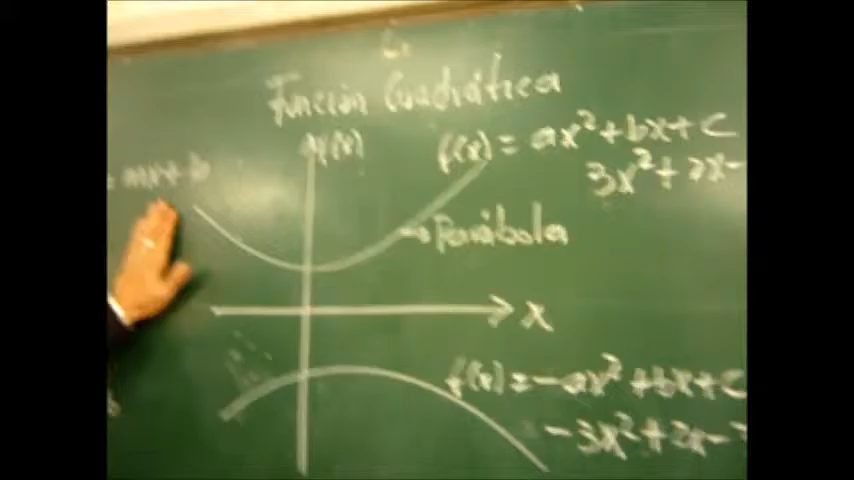 Función Cuadrática
f(x)
f(x) = ax² + bx + c
mx + b
3x² + 2x -
→ Parábola
x
f(x) = -ax² + bx + c
-3x² + 2x -